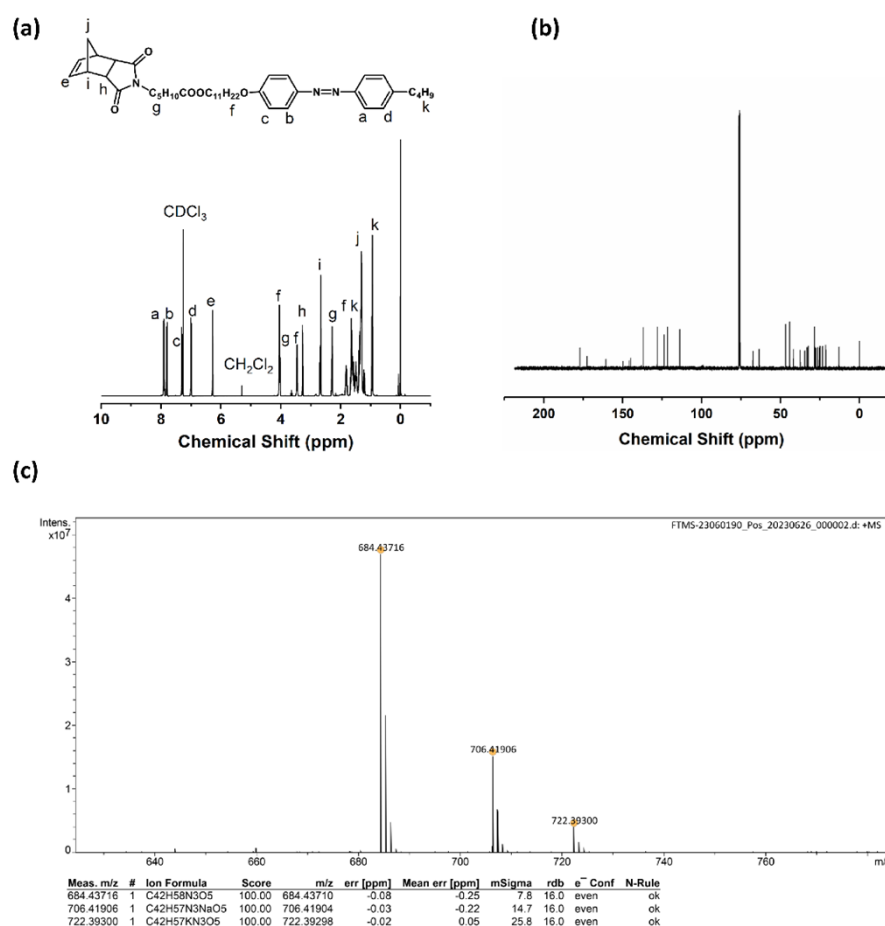 (a)
(b)
j
O
e
i
N-C5H10COOC11H22O
N=N
C4H9
h
O
g
f
c
b
a
d
k
CDCl3
a
b
c
d
e
CH2Cl2
f
g
f
h
i
g
f
k
j
k
10 8 6 4 2 0
Chemical Shift (ppm)
200 150 100 50 0
Chemical Shift (ppm)
(c)
Intens.
x10^7
FTMS-23060190_Pos_20230626_000002.d: +MS
684.43716
706.41906
722.39300
4
3
2
1
0
640 660 680 700 720 740 760
Meas. m/z # Ion Formula Score m/z err [ppm] Mean err [ppm] mSigma rdb e⁻ Conf N-Rule
684.43716 1 C42H58N3O5 100.00 684.43710 -0.08 -0.25 7.8 16.0 even ok
706.41906 1 C42H57N3NaO5 100.00 706.41904 -0.03 -0.22 14.7 16.0 even ok
722.39300 1 C42H57KN3O5 100.00 722.39298 -0.02 0.05 25.8 16.0 even ok